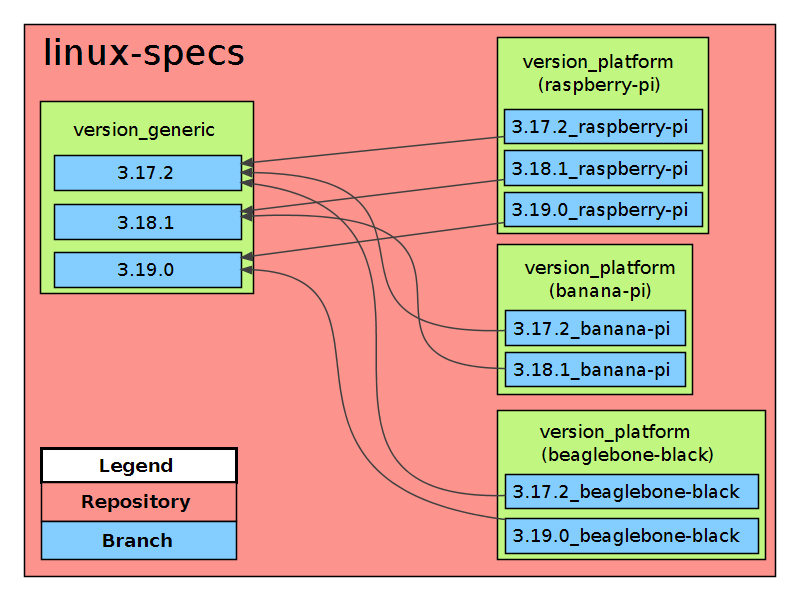 linux-specs
version_generic
3.17.2
3.18.1
3.19.0
version_platform
(raspberry-pi)
3.17.2_raspberry-pi
3.18.1_raspberry-pi
3.19.0_raspberry-pi
version_platform
(banana-pi)
3.17.2_banana-pi
3.18.1_banana-pi
version_platform
(beaglebone-black)
3.17.2_beaglebone-black
3.19.0_beaglebone-black
Legend
Repository
Branch